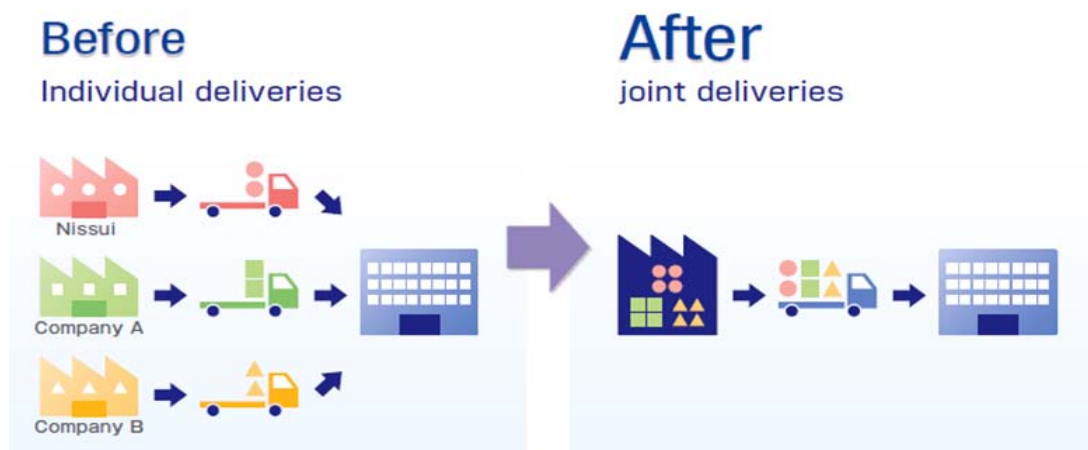 Before
Individual deliveries
Nissui
Company A
Company B
After
joint deliveries